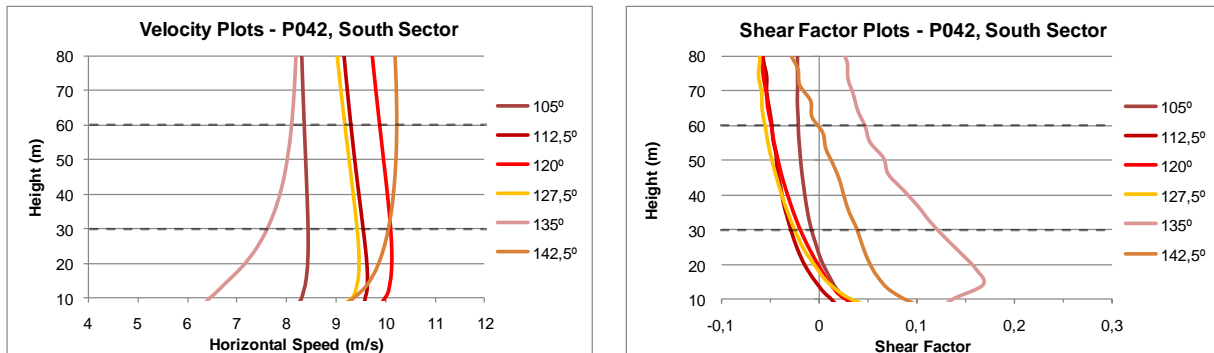 Velocity Plots - P042, South Sector
80
70
60
50
40
30
20
10
Height (m)
4 5 6 7 8 9 10 11 12
Horizontal Speed (m/s)
105º
112,5º
120º
127,5º
135º
142,5º
Shear Factor Plots - P042, South Sector
80
70
60
50
40
30
20
10
Height (m)
-0,1 0 0,1 0,2 0,3
Shear Factor
105º
112,5º
120º
127,5º
135º
142,5º